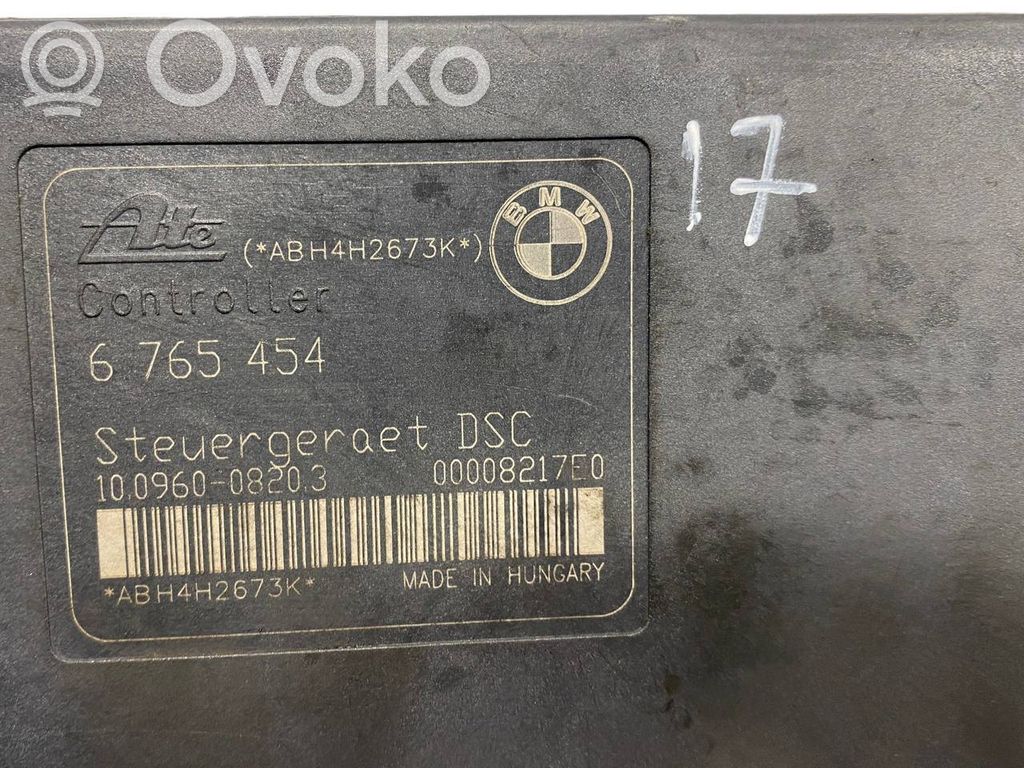 Ovoko
17
Ate
(*ABH4H2673K*)
BMW
Controller
6 765 454
Steuergeraet DSC
10.0960-0820.3 00008217E0
*ABH4H2673K* MADE IN HUNGARY